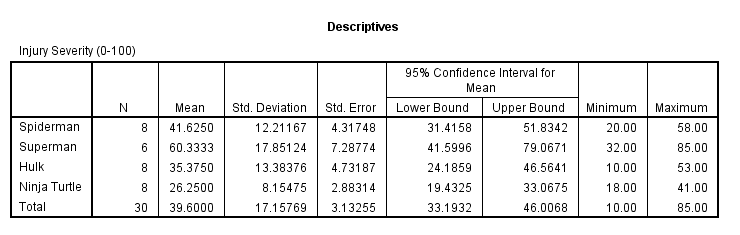 Descriptives
Injury Severity (0-100)
95% Confidence Interval for Mean
N Mean Std. Deviation Std. Error Lower Bound Upper Bound Minimum Maximum
Spiderman 8 41.6250 12.21167 4.31748 31.4158 51.8342 20.00 58.00
Superman 6 60.3333 17.85124 7.28774 41.5996 79.0671 32.00 85.00
Hulk 8 35.3750 13.38376 4.73187 24.1859 46.5641 10.00 53.00
Ninja Turtle 8 26.2500 8.15475 2.88314 19.4325 33.0675 18.00 41.00
Total 30 39.6000 17.15769 3.13255 33.1932 46.0068 10.00 85.00